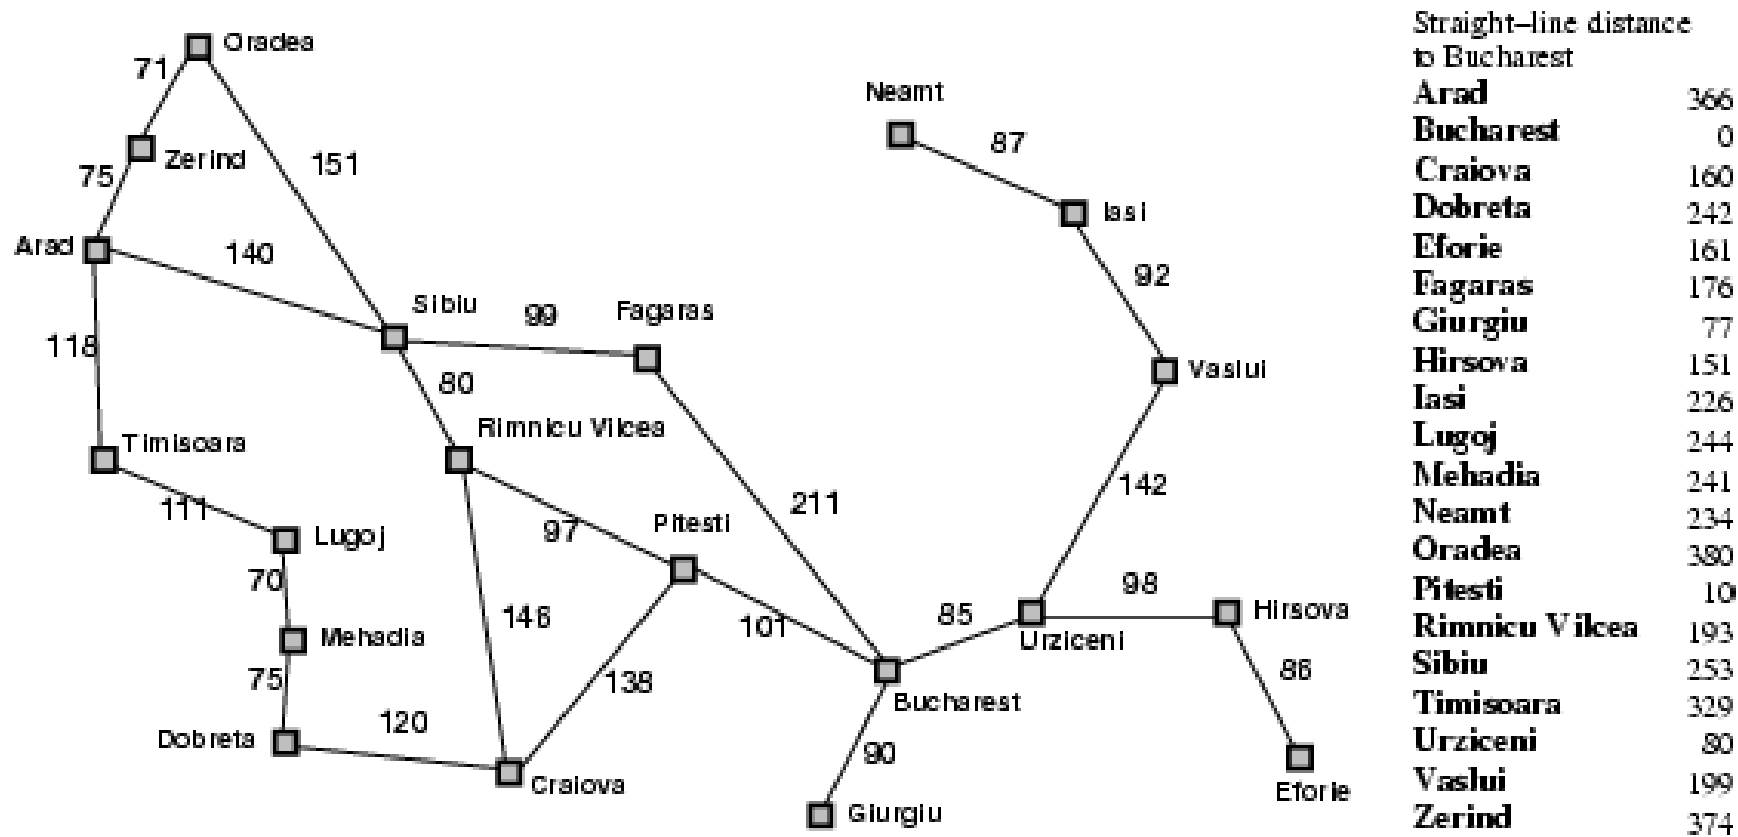 Oradea
71
Neamt
87
Zerind
151
75
Iasi
Arad
140
92
Sibiu
99
Fagaras
118
80
Vaslui
Timisoara
Rimnicu Vilcea
142
111
211
Lugoj
97
Pitesti
70
98
Mehadia
146
101
85
Hirsova
Urziceni
75
138
86
Bucharest
Dobreta
120
90
Craiova
Eforie
Giurgiu
Straight–line distance
to Bucharest
Arad 366
Bucharest 0
Craiova 160
Dobreta 242
Eforie 161
Fagaras 176
Giurgiu 77
Hirsova 151
Iasi 226
Lugoj 244
Mehadia 241
Neamt 234
Oradea 380
Pitesti 10
Rimnicu Vilcea 193
Sibiu 253
Timisoara 329
Urziceni 80
Vaslui 199
Zerind 374